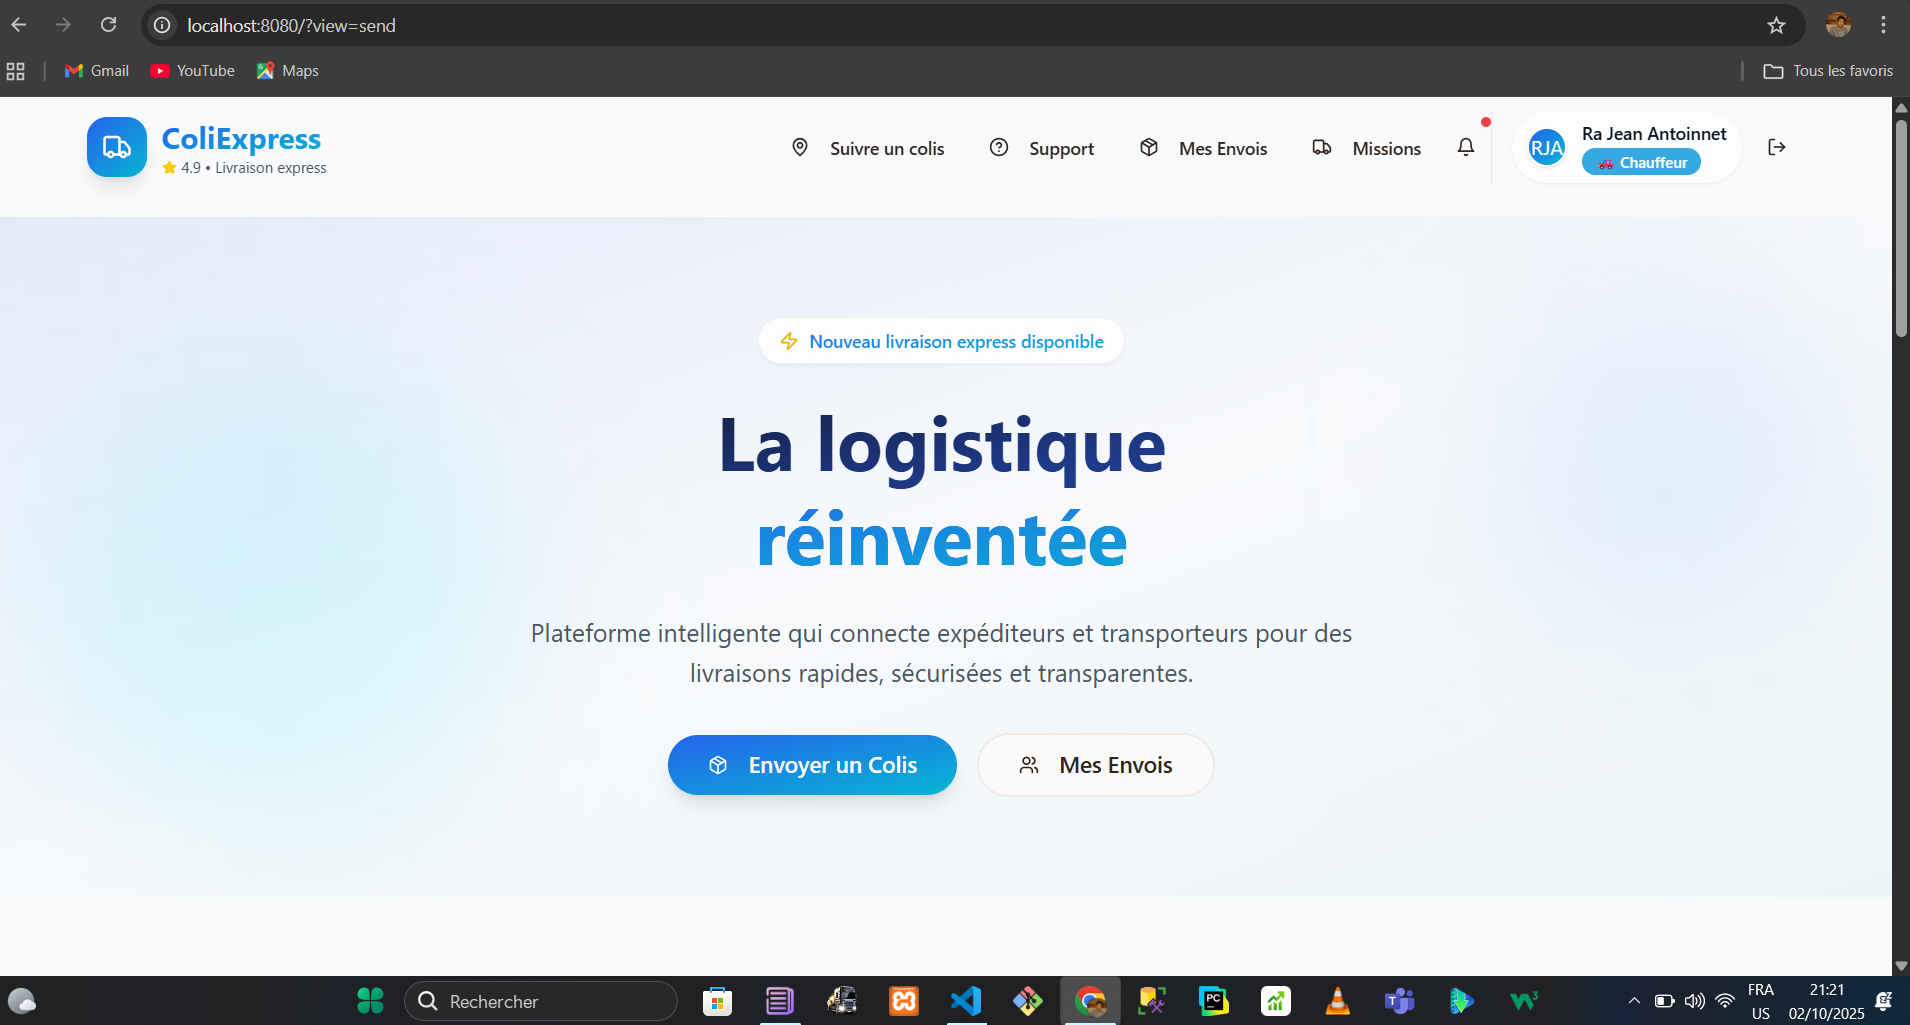 localhost:8080/?view=send
Gmail
YouTube
Maps
Tous les favoris
ColiExpress
4.9 • Livraison express
Suivre un colis
Support
Mes Envois
Missions
RJA
Ra Jean Antoinnet
Chauffeur
Nouveau livraison express disponible
La logistique
réinventée
Plateforme intelligente qui connecte expéditeurs et transporteurs pour des
livraisons rapides, sécurisées et transparentes.
Envoyer un Colis
Mes Envois
Rechercher
PC
T
W3
FRA
US
21:21
02/10/2025